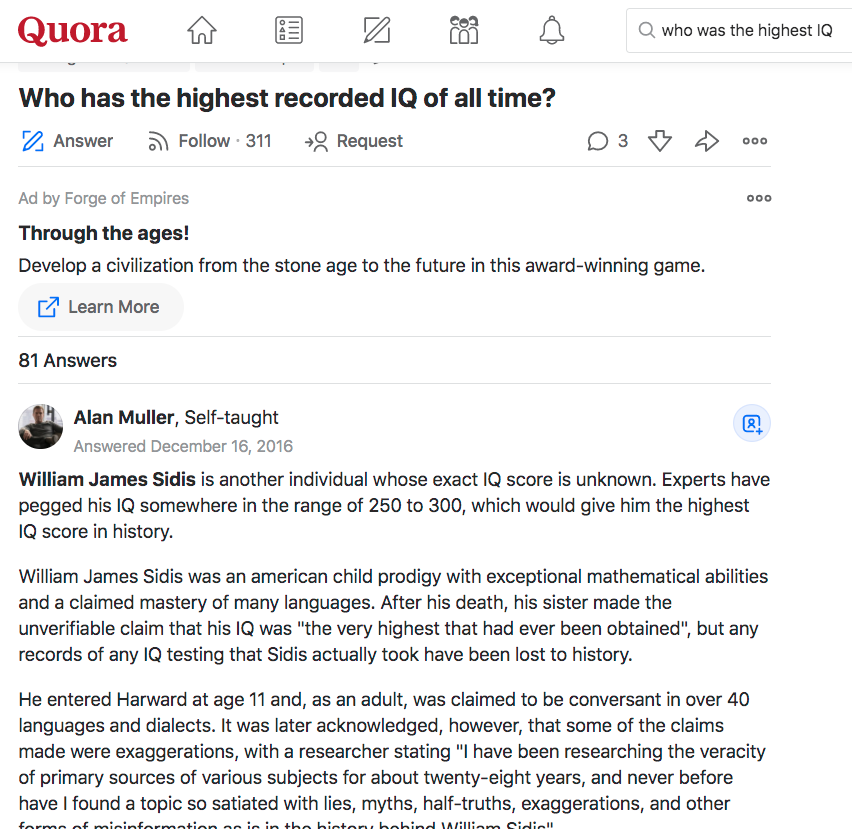 Quora
who was the highest IQ
Who has the highest recorded IQ of all time?
Answer Follow · 311 Request 3
Ad by Forge of Empires
Through the ages!
Develop a civilization from the stone age to the future in this award-winning game.
Learn More
81 Answers
Alan Muller, Self-taught
Answered December 16, 2016
William James Sidis is another individual whose exact IQ score is unknown. Experts have
pegged his IQ somewhere in the range of 250 to 300, which would give him the highest
IQ score in history.
William James Sidis was an american child prodigy with exceptional mathematical abilities
and a claimed mastery of many languages. After his death, his sister made the
unverifiable claim that his IQ was "the very highest that had ever been obtained", but any
records of any IQ testing that Sidis actually took have been lost to history.
He entered Harward at age 11 and, as an adult, was claimed to be conversant in over 40
languages and dialects. It was later acknowledged, however, that some of the claims
made were exaggerations, with a researcher stating "I have been researching the veracity
of primary sources of various subjects for about twenty-eight years, and never before
have I found a topic so satiated with lies, myths, half-truths, exaggerations, and other
forms of misinformation as is in the history behind William Sidis"